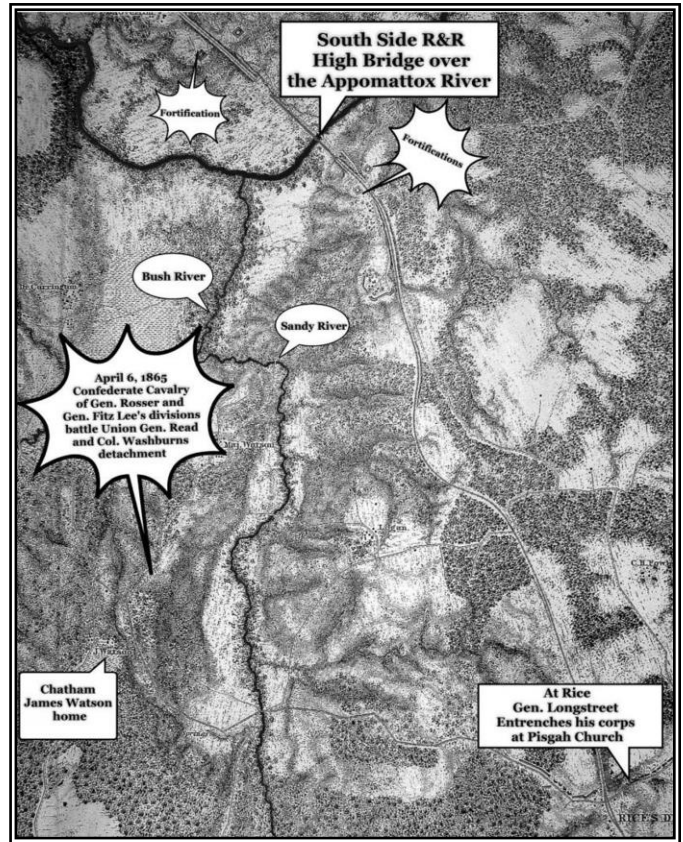 South Side R&R
High Bridge over
the Appomattox River
Fortification
Fortifications
Bush River
Sandy River
April 6, 1865
Confederate Cavalry
of Gen. Rosser and
Gen. Fitz Lee's divisions
battle Union Gen. Read
and Col. Washburns
detachment
Maj. Watson
Chatham
James Watson
home
At Rice
Gen. Longstreet
Entrenches his corps
at Pisgah Church
RICE'S D